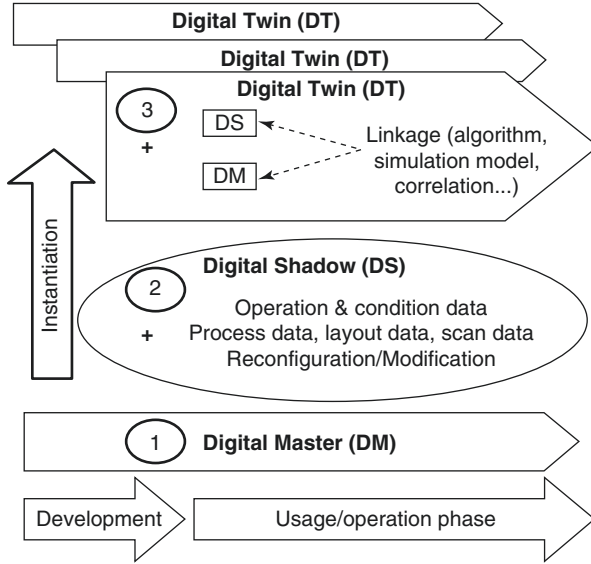 Digital Twin (DT)
Digital Twin (DT)
Digital Twin (DT)
3
+
DS
DM
Linkage (algorithm,
simulation model,
correlation...)
Instantiation
Digital Shadow (DS)
2
+
Operation & condition data
Process data, layout data, scan data
Reconfiguration/Modification
1
Digital Master (DM)
Development
Usage/operation phase